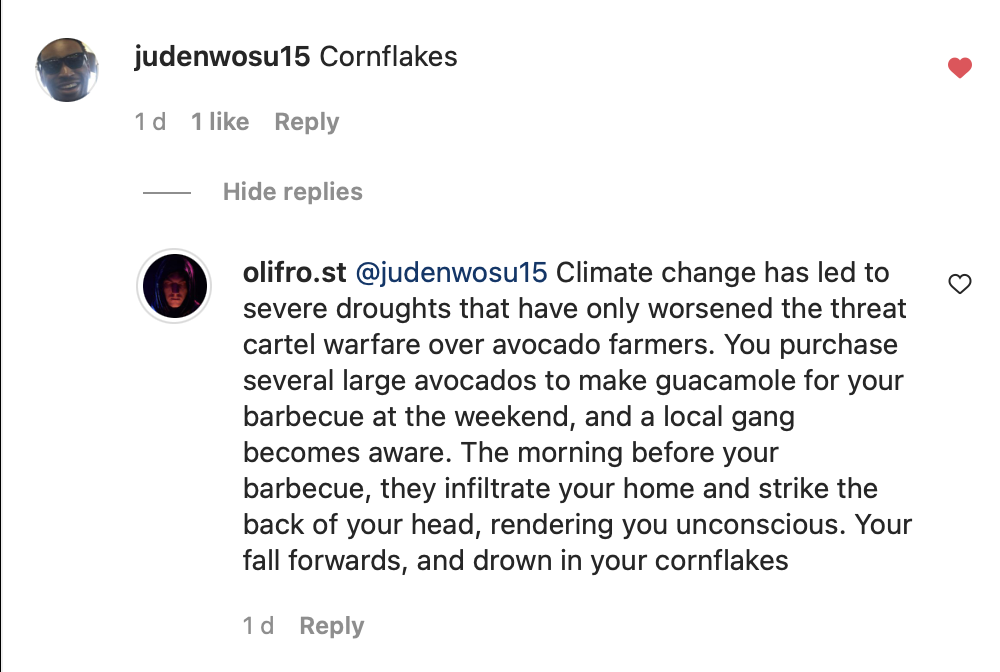 judenwosu15 Cornflakes
1 d 1 like Reply
Hide replies
olifro.st @judenwosu15 Climate change has led to
severe droughts that have only worsened the threat
cartel warfare over avocado farmers. You purchase
several large avocados to make guacamole for your
barbecue at the weekend, and a local gang
becomes aware. The morning before your
barbecue, they infiltrate your home and strike the
back of your head, rendering you unconscious. Your
fall forwards, and drown in your cornflakes
1 d Reply